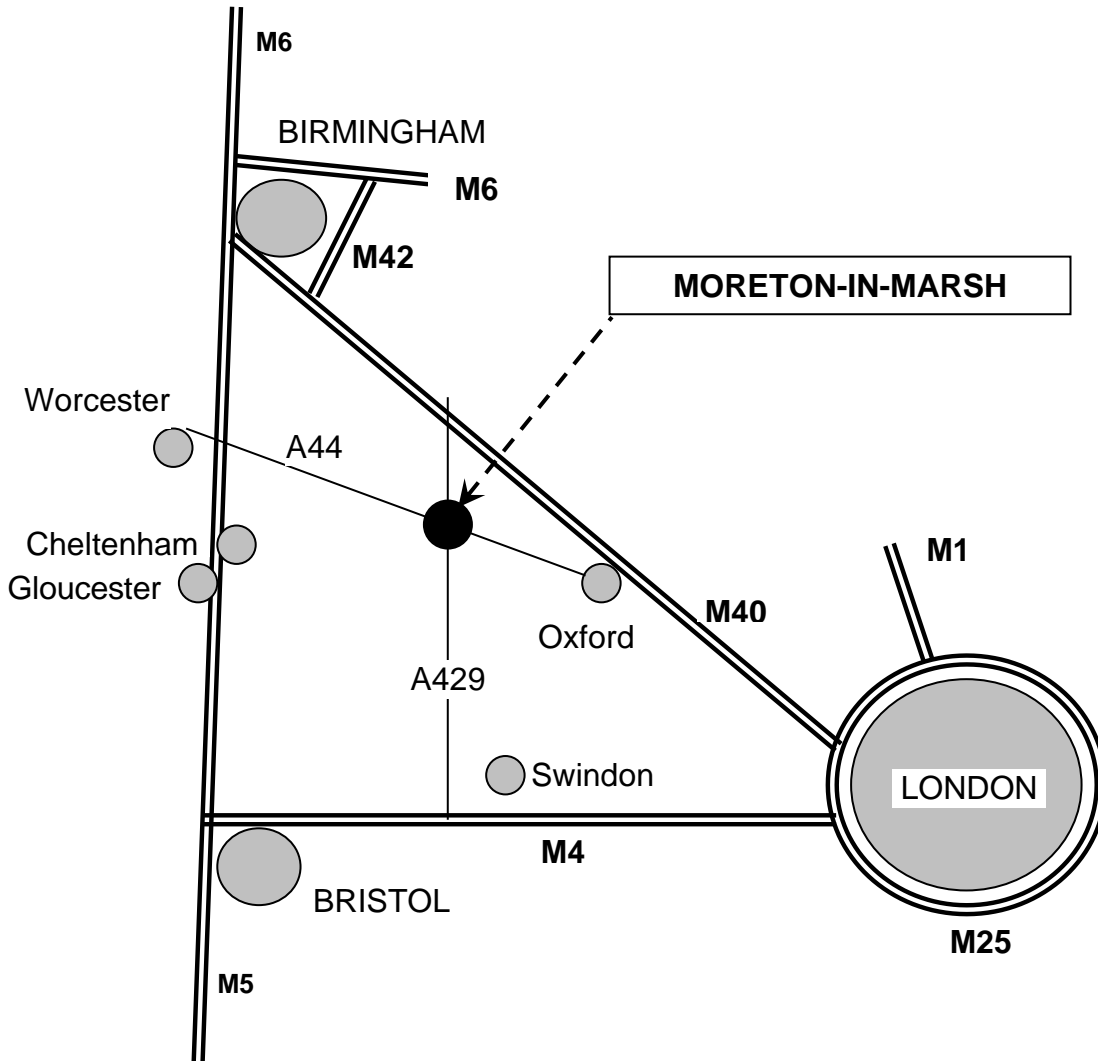 M6
BIRMINGHAM
M6
M42
MORETON-IN-MARSH
Worcester
A44
Cheltenham
M1
Gloucester
M40
Oxford
A429
Swindon
LONDON
M4
BRISTOL
M25
M5